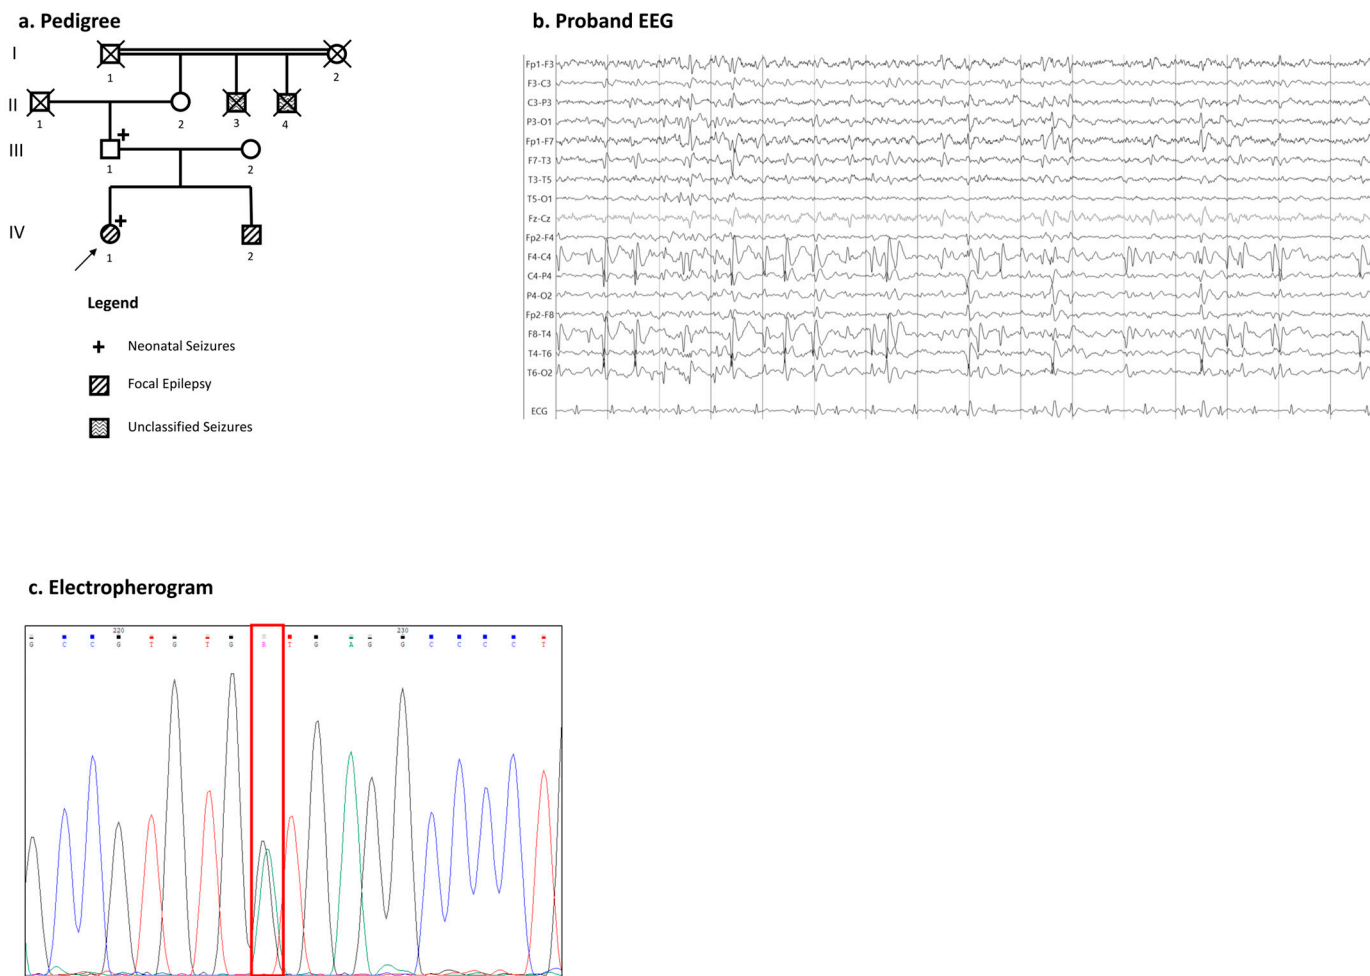 a. Pedigree
I
1
2
II
1
2
3
4
III
1
2
IV
1
2
Legend
+ Neonatal Seizures
Focal Epilepsy
Unclassified Seizures
b. Proband EEG
Fp1-F3
F3-C3
C3-P3
P3-O1
Fp1-F7
F7-T3
T3-T5
T5-O1
Fz-Cz
Fp2-F4
F4-C4
C4-P4
P4-O2
Fp2-F8
F8-T4
T4-T6
T6-O2
ECG
c. Electropherogram
220 230
G C C G T G T G R T G A G G C C C C T